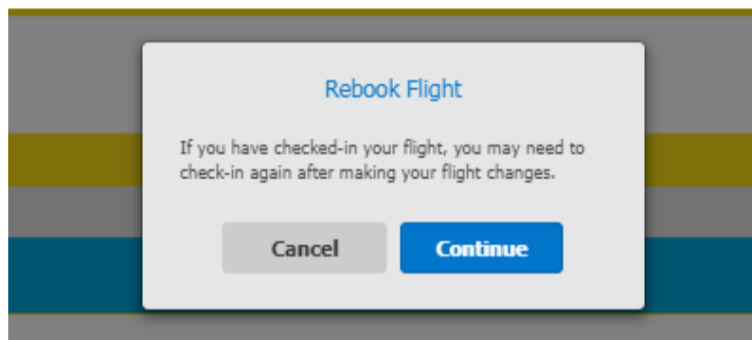 Rebook Flight
If you have checked-in your flight, you may need to
check-in again after making your flight changes.
Cancel
Continue